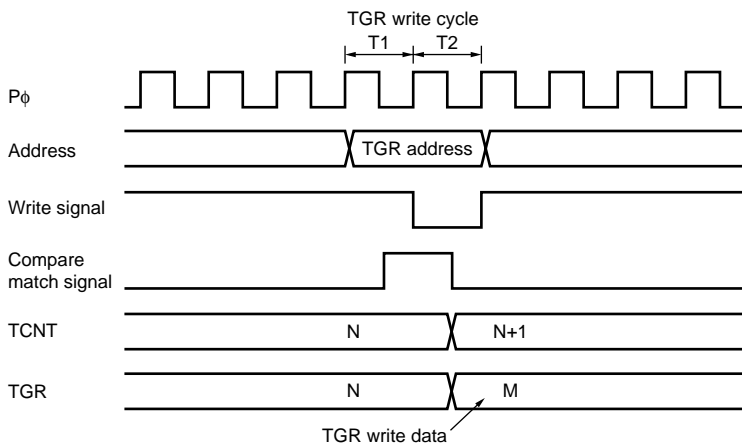 TGR write cycle
T1 T2
Pϕ
Address TGR address
Write signal
Compare
match signal
TCNT N N+1
TGR N M
TGR write data